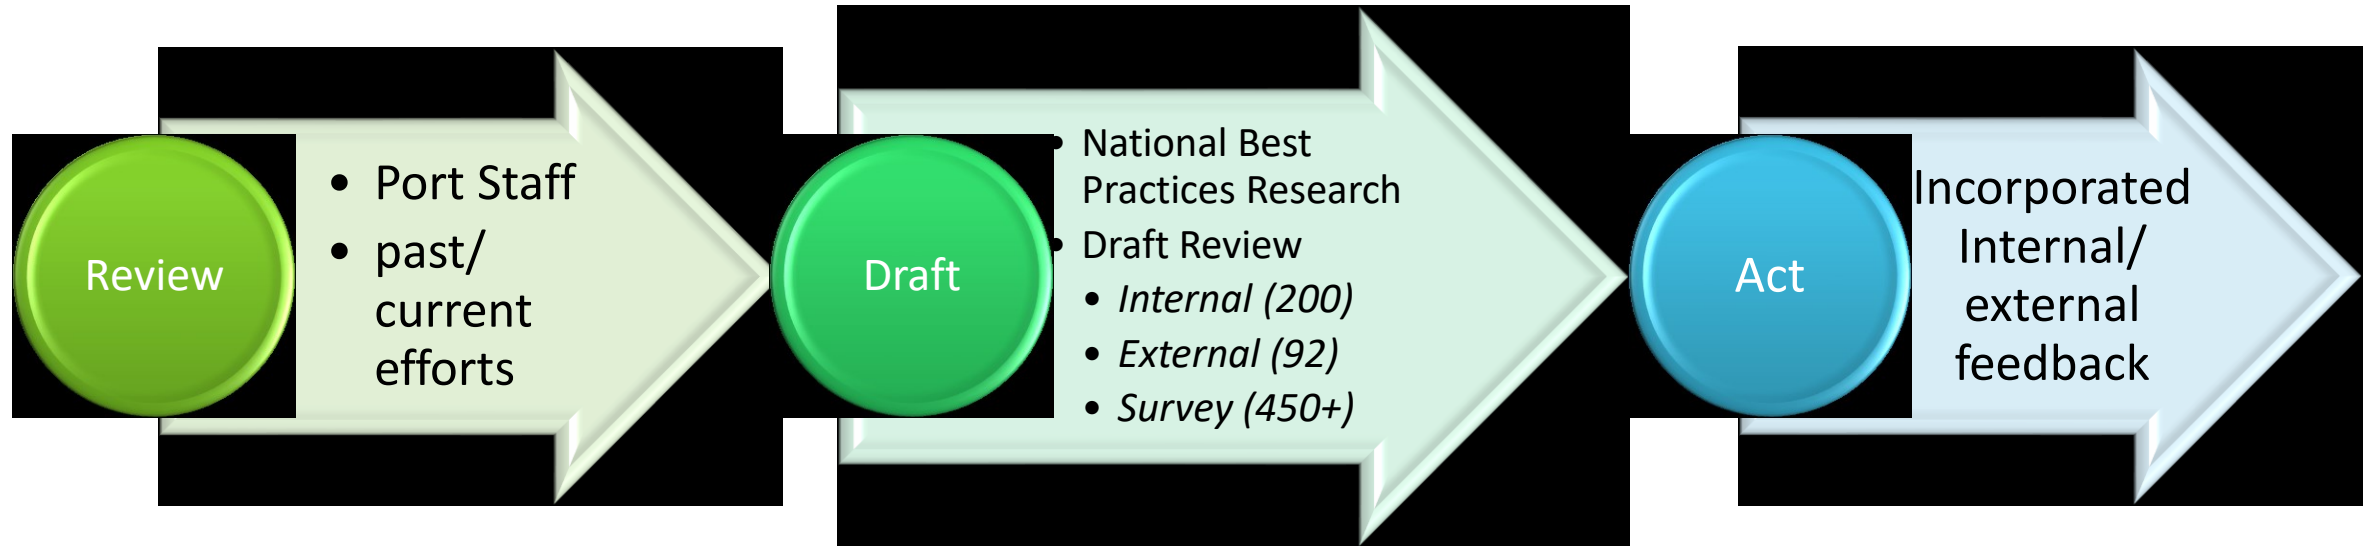 Review
• Port Staff
• past/
current
efforts
Draft
• National Best
Practices Research
• Draft Review
• Internal (200)
• External (92)
• Survey (450+)
Act
Incorporated
Internal/
external
feedback